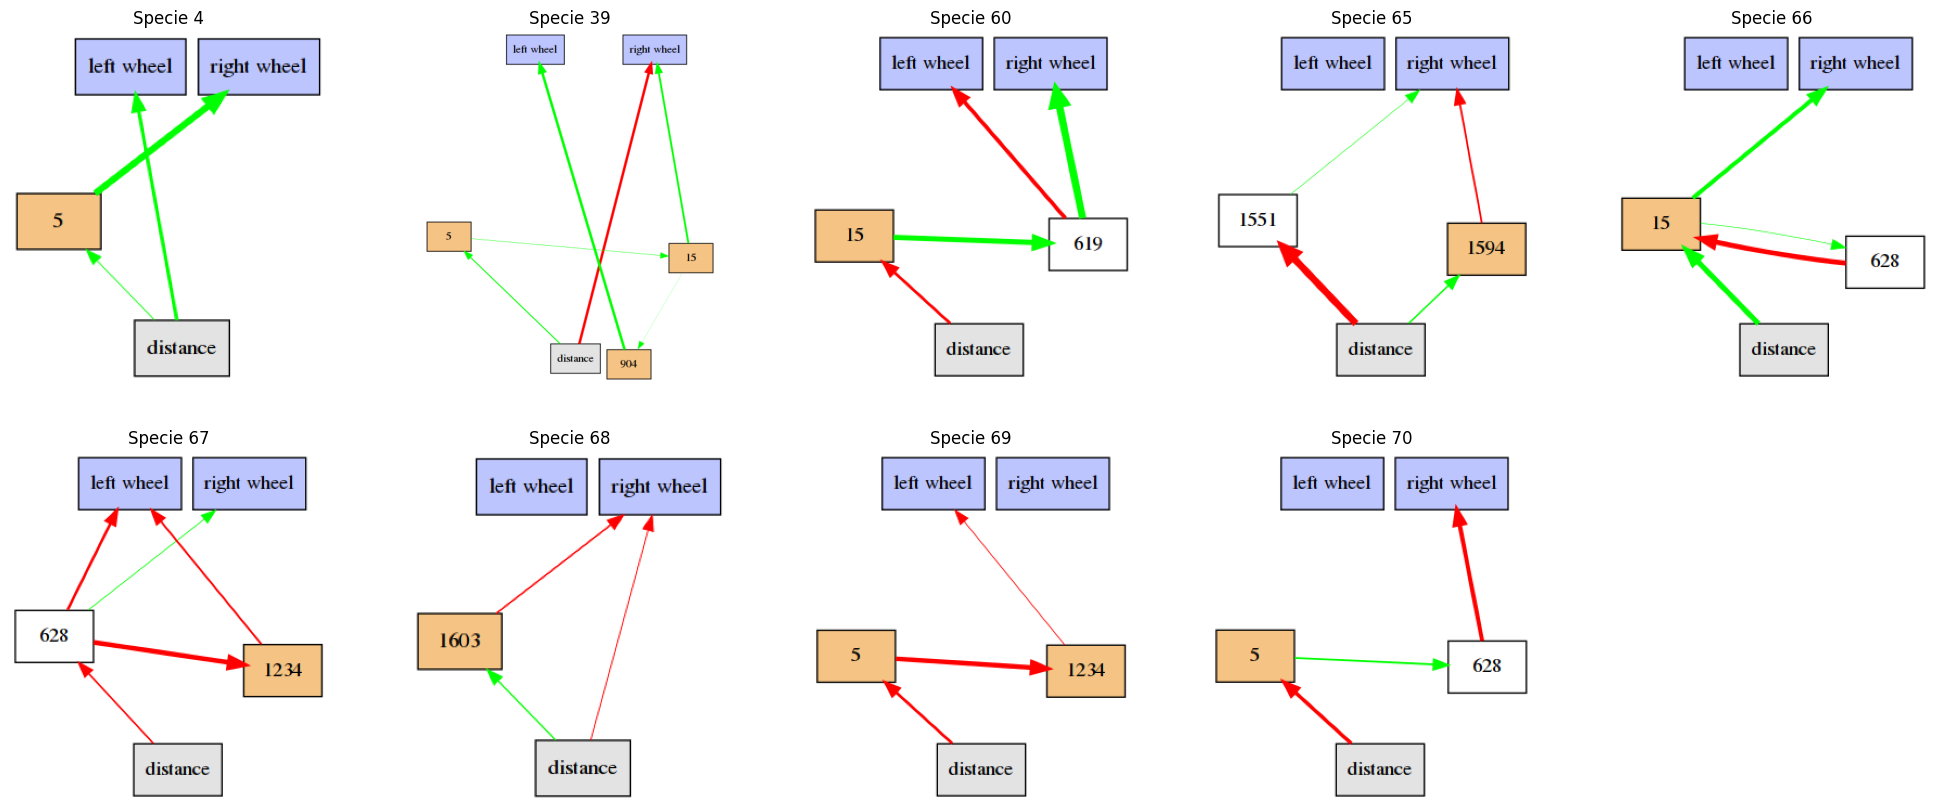 Specie 4
left wheel
right wheel
5
distance
Specie 39
left wheel
right wheel
5
15
distance
904
Specie 60
left wheel
right wheel
15
619
distance
Specie 65
left wheel
right wheel
1551
1594
distance
Specie 66
left wheel
right wheel
15
628
distance
Specie 67
left wheel
right wheel
628
1234
distance
Specie 68
left wheel
right wheel
1603
distance
Specie 69
left wheel
right wheel
5
1234
distance
Specie 70
left wheel
right wheel
5
628
distance